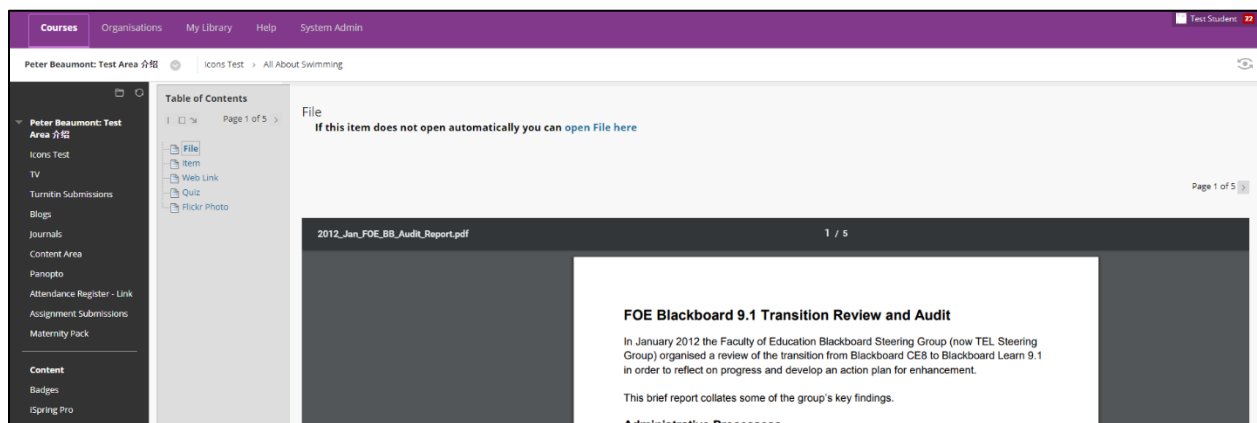 Courses Organisations My Library Help System Admin Test Student 22
Peter Beaumont: Test Area 介绍 Icons Test > All About Swimming
Peter Beaumont: Test
Area 介绍
Icons Test
TV
Turnitin Submissions
Blogs
Journals
Content Area
Panopto
Attendance Register - Link
Assignment Submissions
Maternity Pack
Content
Badges
iSpring Pro
Table of Contents
Page 1 of 5 >
File
Item
Web Link
Quiz
Flickr Photo
File
If this item does not open automatically you can open File here
Page 1 of 5 >
2012_Jan_FOE_BB_Audit_Report.pdf 1 / 5
FOE Blackboard 9.1 Transition Review and Audit
In January 2012 the Faculty of Education Blackboard Steering Group (now TEL Steering
Group) organised a review of the transition from Blackboard CE8 to Blackboard Learn 9.1
in order to reflect on progress and develop an action plan for enhancement.
This brief report collates some of the group's key findings.